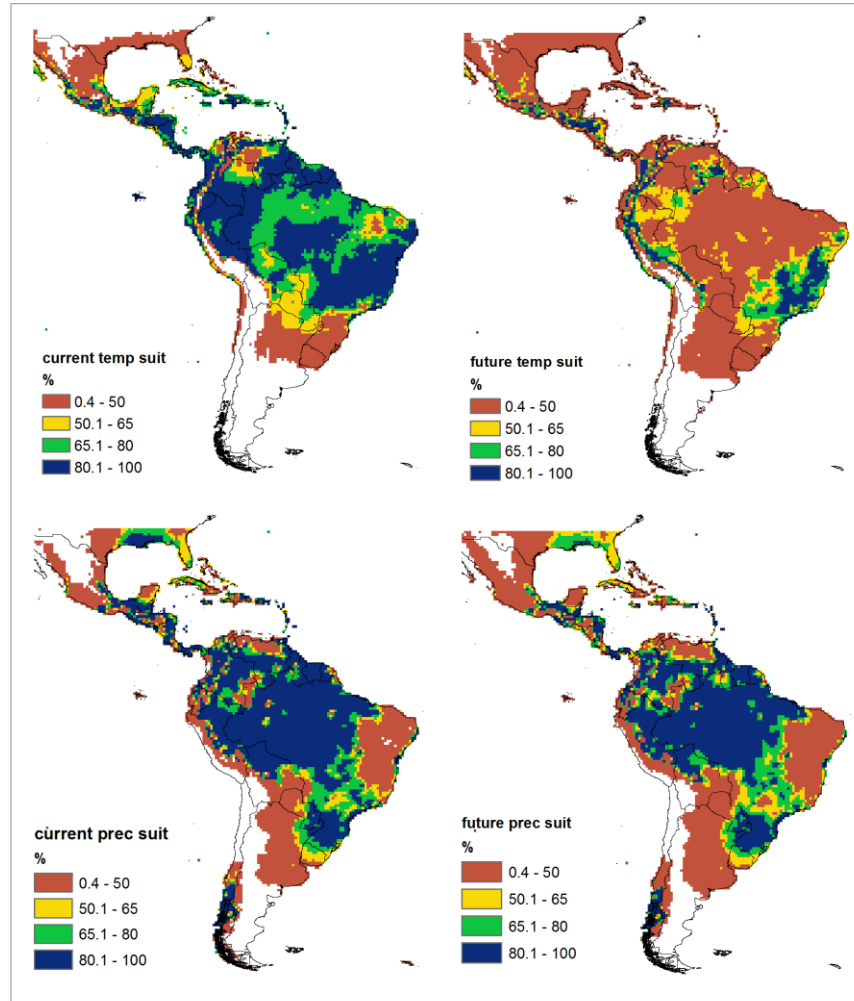 current temp suit
%
0.4 - 50
50.1 - 65
65.1 - 80
80.1 - 100
future temp suit
%
0.4 - 50
50.1 - 65
65.1 - 80
80.1 - 100
current prec suit
%
0.4 - 50
50.1 - 65
65.1 - 80
80.1 - 100
future prec suit
%
0.4 - 50
50.1 - 65
65.1 - 80
80.1 - 100